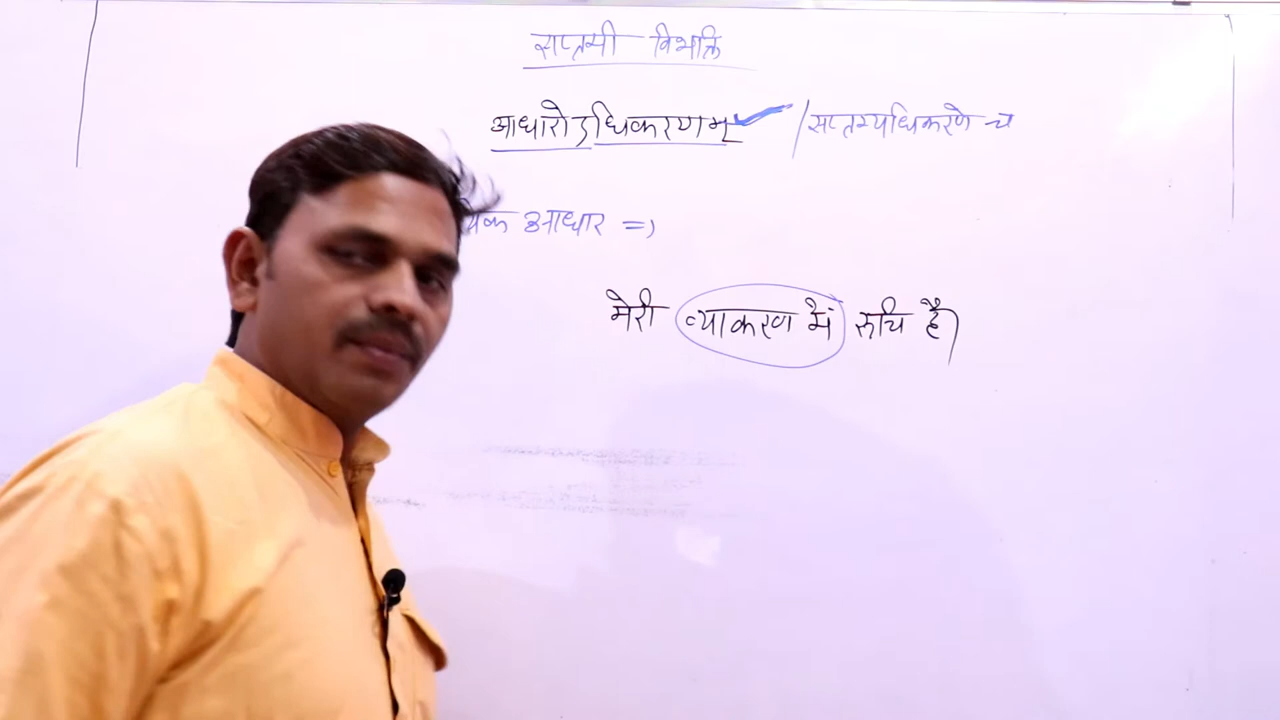 सप्तमी विभक्ति
आधारोऽधिकरणम् / सप्तम्यधिकरणे च
आधार =)
मेरी व्याकरण में रुचि है।